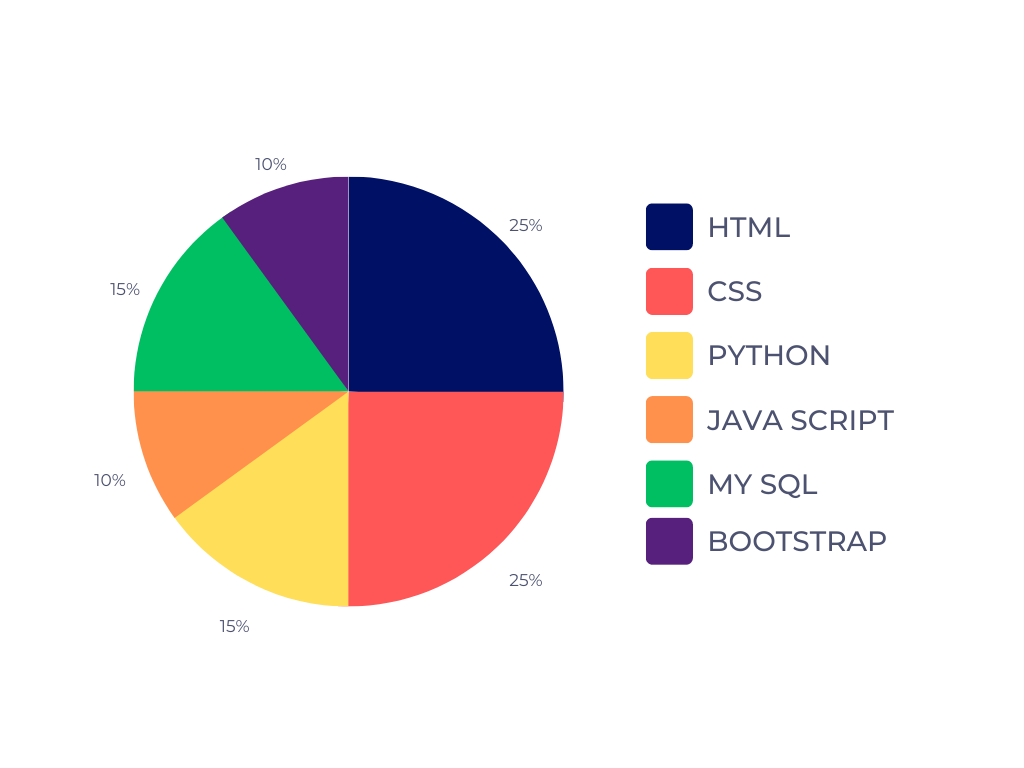 10%
25%
15%
10%
15%
25%
HTML
CSS
PYTHON
JAVA SCRIPT
MY SQL
BOOTSTRAP